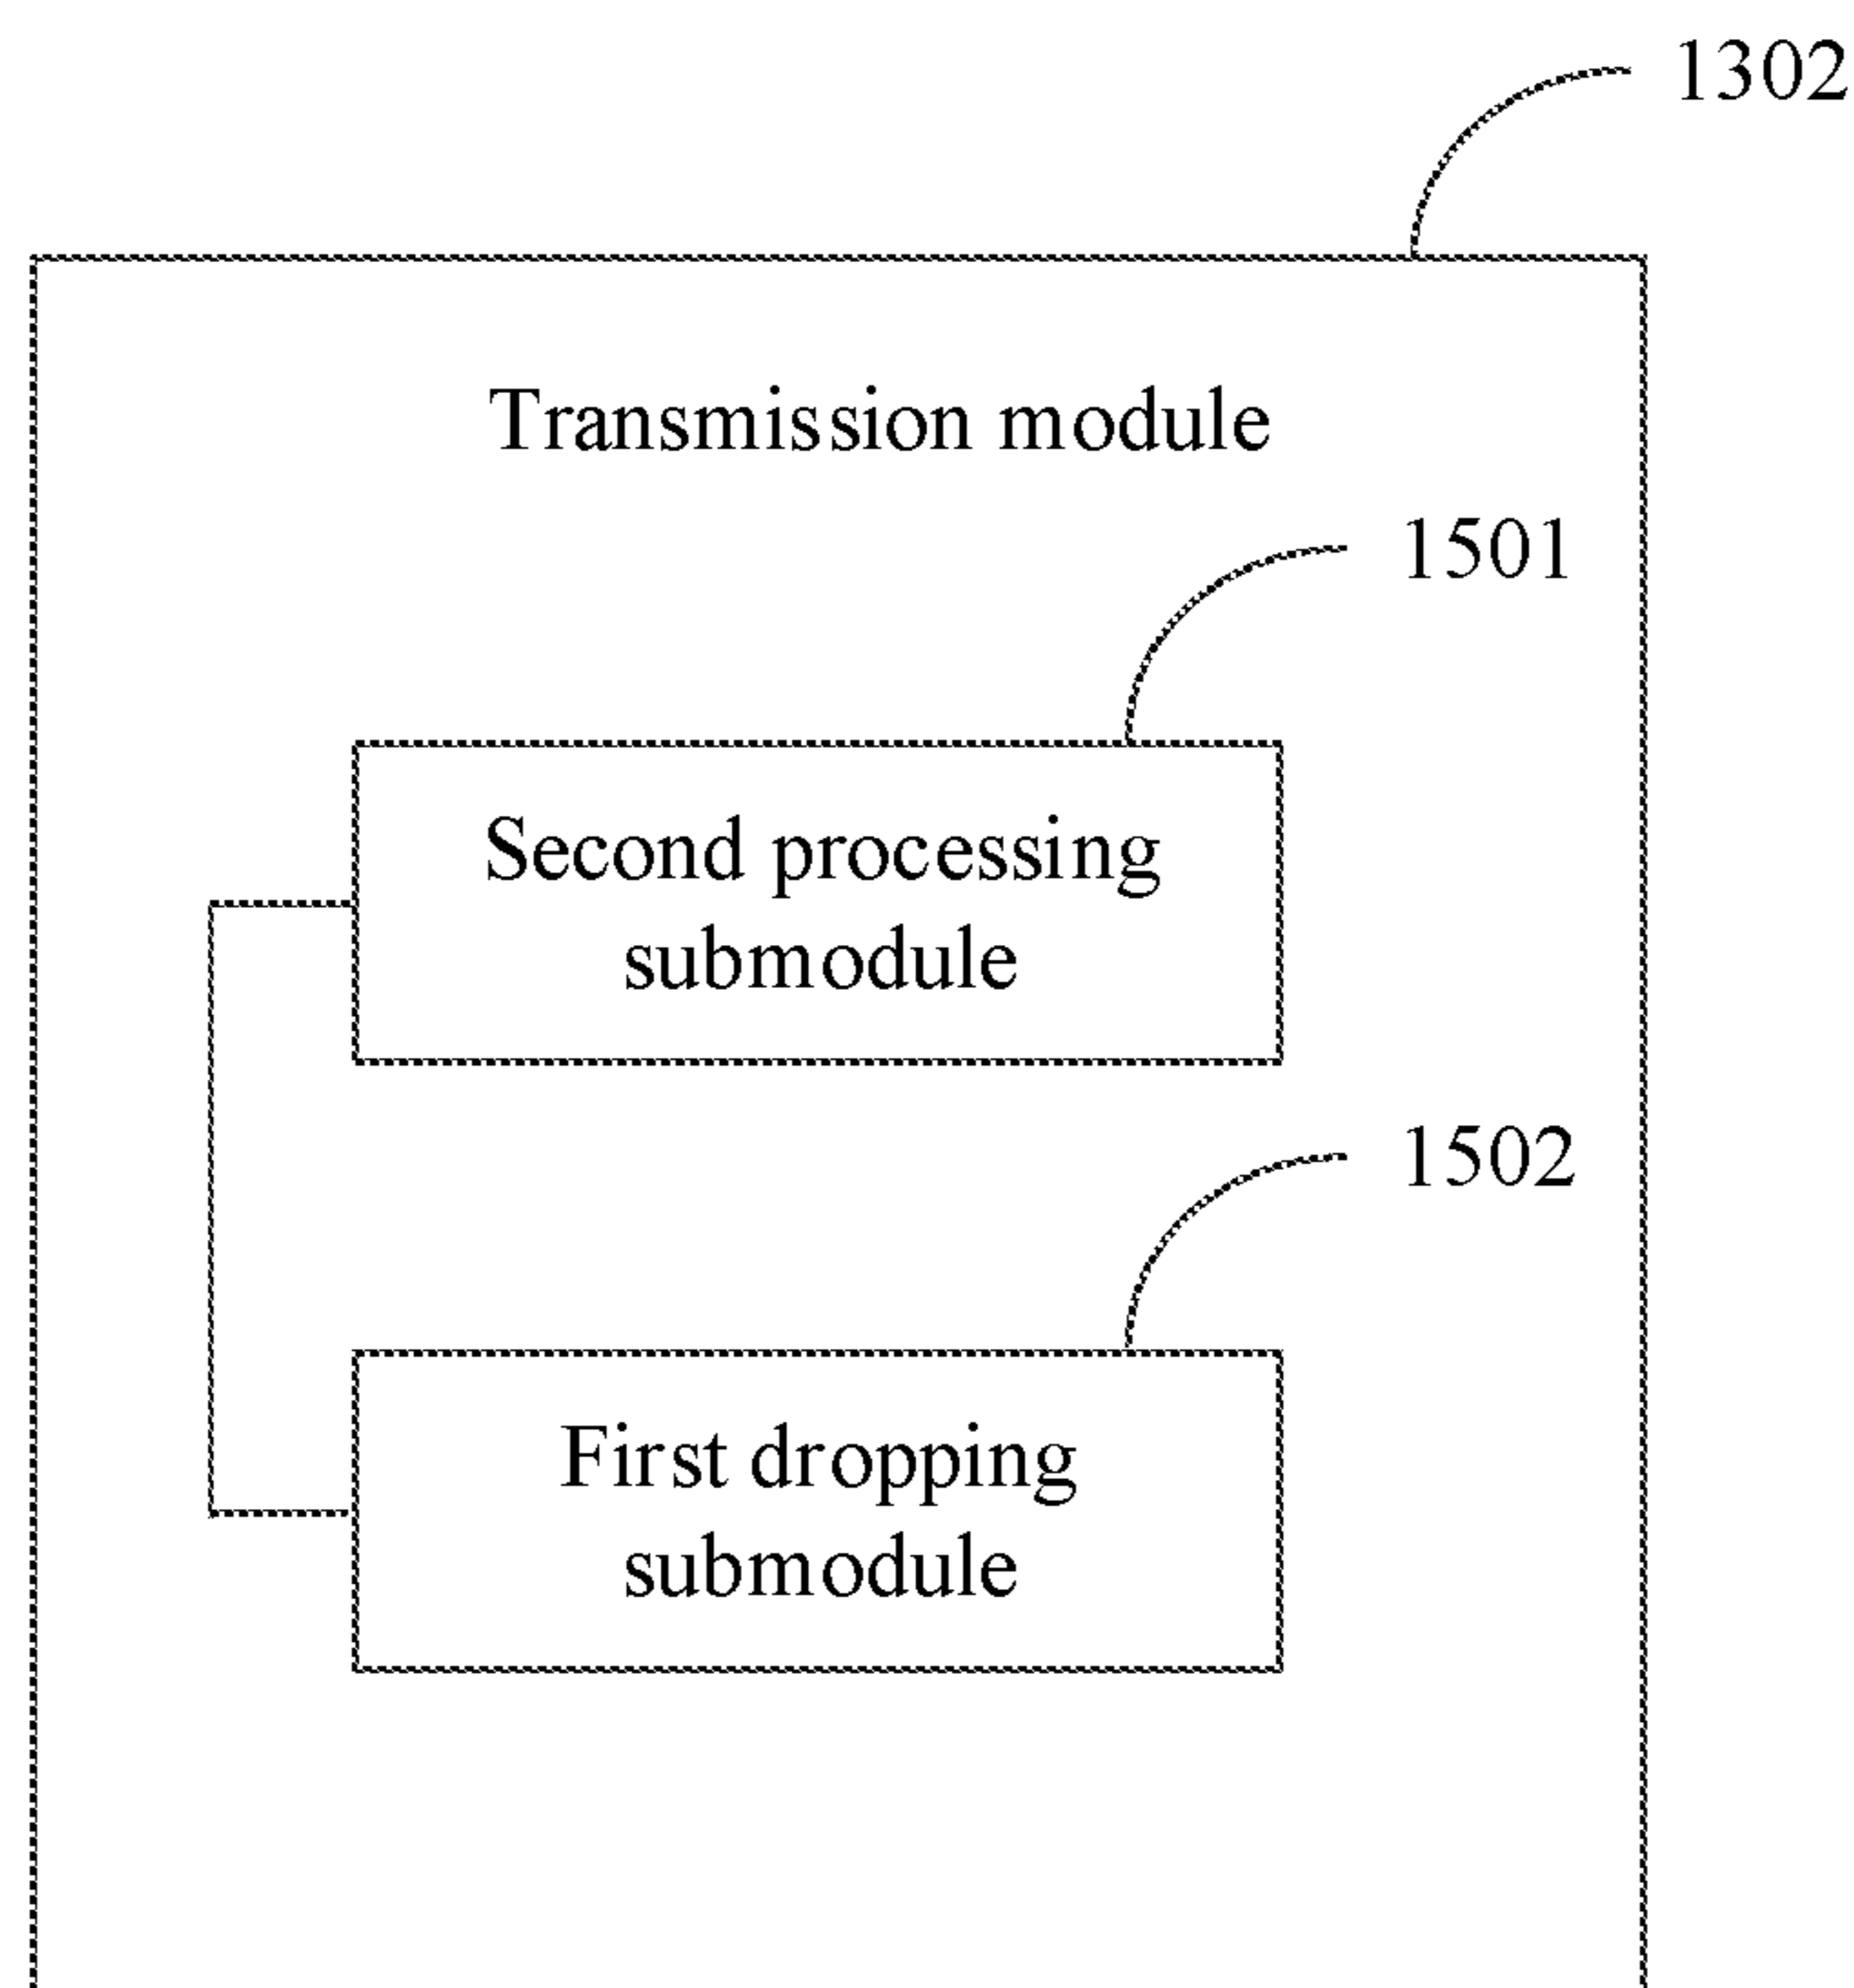 1302
Transmission module
1501
Second processing
submodule
1502
First dropping
submodule